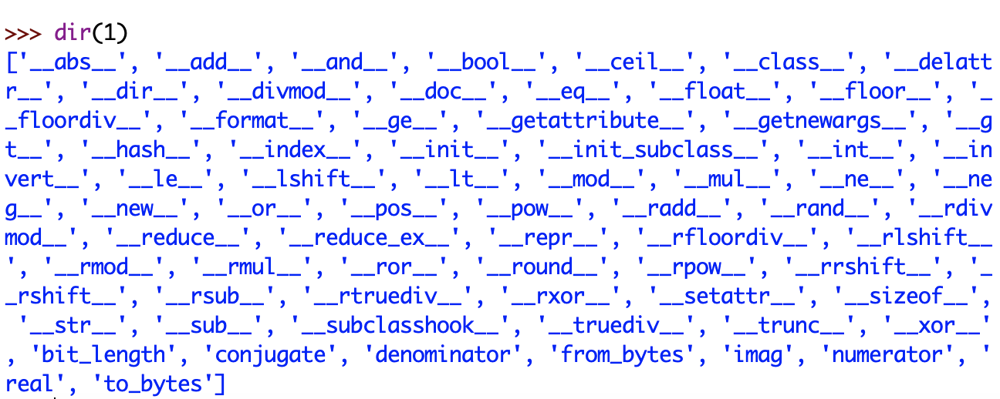 >>> dir(1)
['__abs__', '__add__', '__and__', '__bool__', '__ceil__', '__class__', '__delatt
r__', '__dir__', '__divmod__', '__doc__', '__eq__', '__float__', '__floor__', '_
_floordiv__', '__format__', '__ge__', '__getattribute__', '__getnewargs__', '__g
t__', '__hash__', '__index__', '__init__', '__init_subclass__', '__int__', '__in
vert__', '__le__', '__lshift__', '__lt__', '__mod__', '__mul__', '__ne__', '__ne
g__', '__new__', '__or__', '__pos__', '__pow__', '__radd__', '__rand__', '__rdiv
mod__', '__reduce__', '__reduce_ex__', '__repr__', '__rfloordiv__', '__rlshift__
', '__rmod__', '__rmul__', '__ror__', '__round__', '__rpow__', '__rrshift__', '_
_rshift__', '__rsub__', '__rtruediv__', '__rxor__', '__setattr__', '__sizeof__',
 '__str__', '__sub__', '__subclasshook__', '__truediv__', '__trunc__', '__xor__'
, 'bit_length', 'conjugate', 'denominator', 'from_bytes', 'imag', 'numerator', '
real', 'to_bytes']